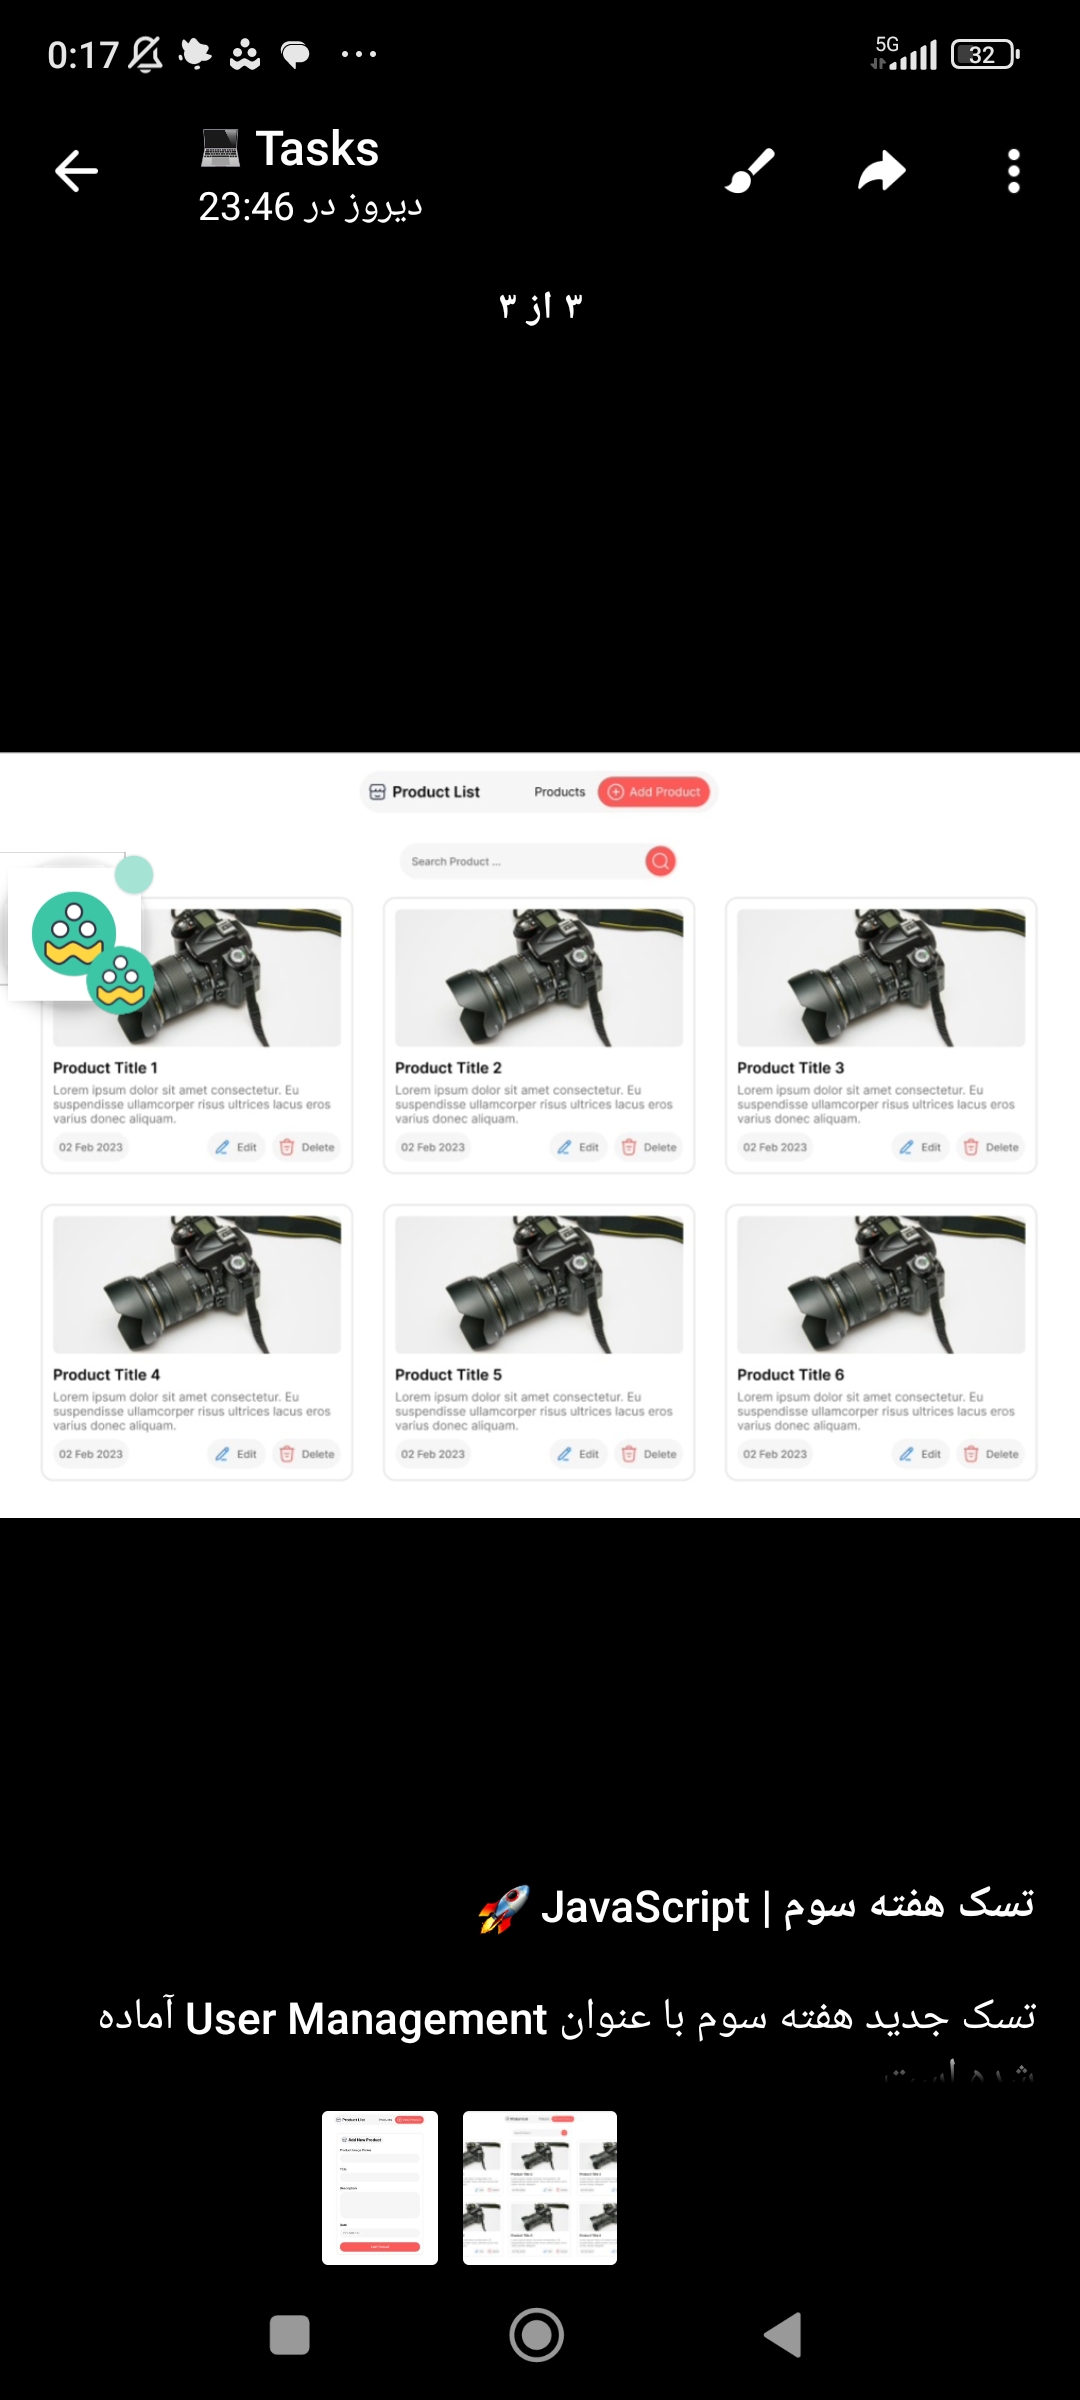 0:17
5G
32
Tasks
دیروز در 23:46
۳ از ۳
Product List
Products
Add Product
Search Product ...
Product Title 1
Lorem ipsum dolor sit amet consectetur. Eu
suspendisse ullamcorper risus ultrices lacus eros
varius donec aliquam.
02 Feb 2023
Edit
Delete
Product Title 2
Lorem ipsum dolor sit amet consectetur. Eu
suspendisse ullamcorper risus ultrices lacus eros
varius donec aliquam.
02 Feb 2023
Edit
Delete
Product Title 3
Lorem ipsum dolor sit amet consectetur. Eu
suspendisse ullamcorper risus ultrices lacus eros
varius donec aliquam.
02 Feb 2023
Edit
Delete
Product Title 4
Lorem ipsum dolor sit amet consectetur. Eu
suspendisse ullamcorper risus ultrices lacus eros
varius donec aliquam.
02 Feb 2023
Edit
Delete
Product Title 5
Lorem ipsum dolor sit amet consectetur. Eu
suspendisse ullamcorper risus ultrices lacus eros
varius donec aliquam.
02 Feb 2023
Edit
Delete
Product Title 6
Lorem ipsum dolor sit amet consectetur. Eu
suspendisse ullamcorper risus ultrices lacus eros
varius donec aliquam.
02 Feb 2023
Edit
Delete
تسک هفته سوم | JavaScript 🚀
تسک جدید هفته سوم با عنوان User Management آماده
شده است
Product List
Add New Product
Title
Description